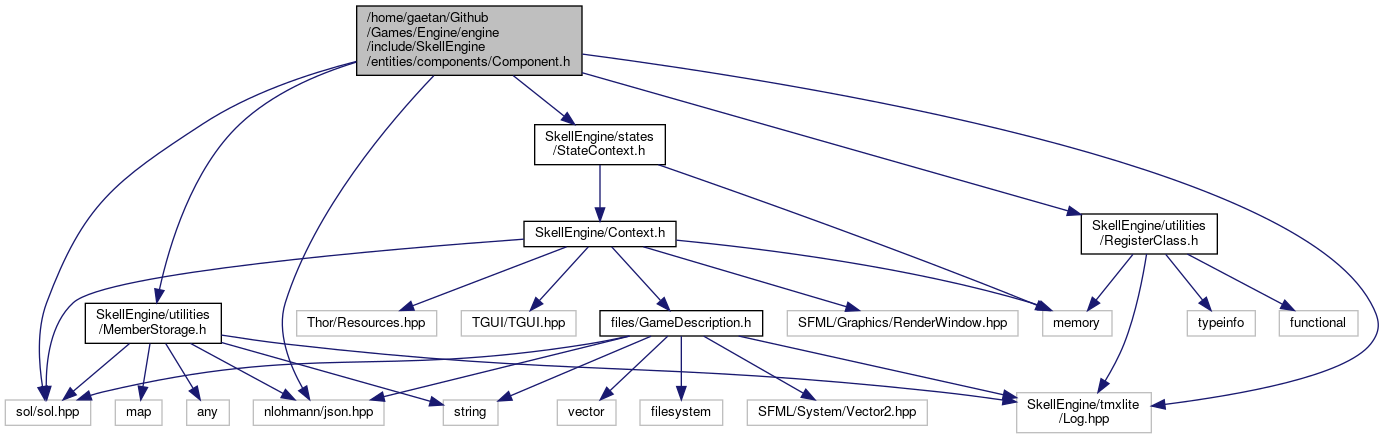 /home/gaetan/Github
/Games/Engine/engine
/include/SkellEngine
/entities/components/Component.h
SkellEngine/states
/StateContext.h
SkellEngine/Context.h
SkellEngine/utilities
/RegisterClass.h
SkellEngine/utilities
/MemberStorage.h
Thor/Resources.hpp
TGUI/TGUI.hpp
files/GameDescription.h
SFML/Graphics/RenderWindow.hpp
memory
typeinfo
functional
sol/sol.hpp
map
any
nlohmann/json.hpp
string
vector
filesystem
SFML/System/Vector2.hpp
SkellEngine/tmxlite
/Log.hpp